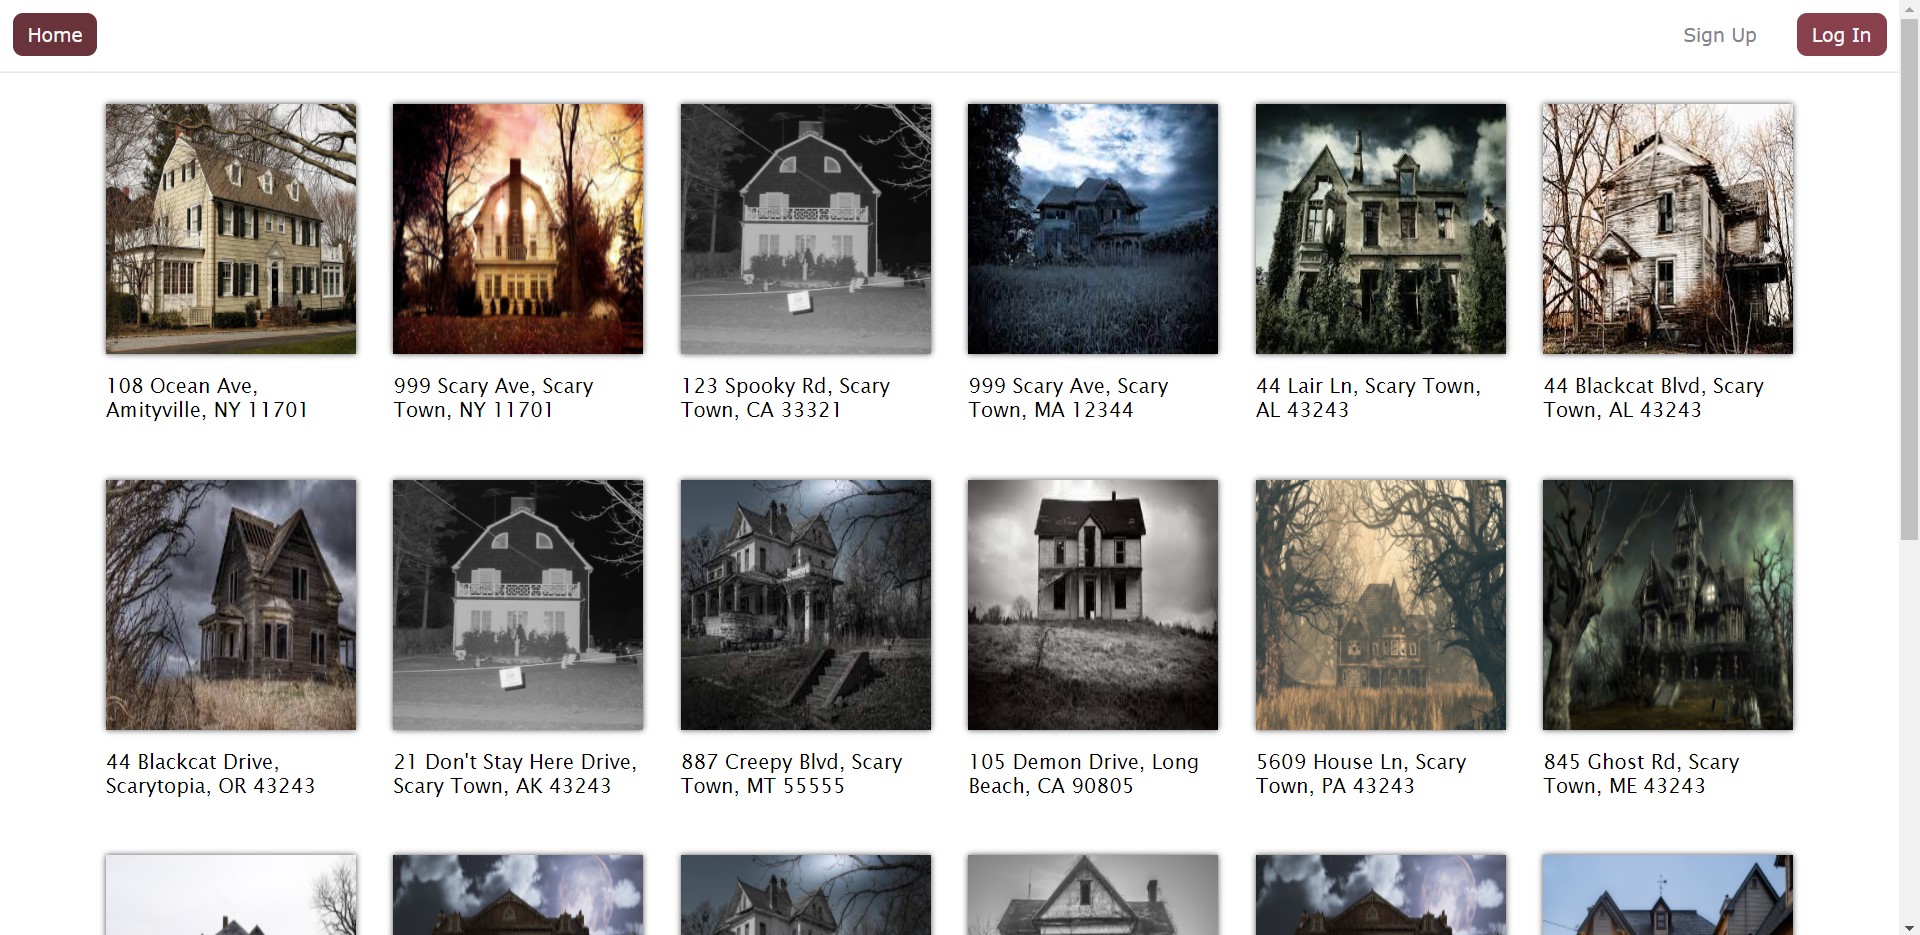 Home
Sign Up
Log In
108 Ocean Ave,
Amityville, NY 11701
999 Scary Ave, Scary
Town, NY 11701
123 Spooky Rd, Scary
Town, CA 33321
999 Scary Ave, Scary
Town, MA 12344
44 Lair Ln, Scary Town,
AL 43243
44 Blackcat Blvd, Scary
Town, AL 43243
44 Blackcat Drive,
Scarytopia, OR 43243
21 Don't Stay Here Drive,
Scary Town, AK 43243
887 Creepy Blvd, Scary
Town, MT 55555
105 Demon Drive, Long
Beach, CA 90805
5609 House Ln, Scary
Town, PA 43243
845 Ghost Rd, Scary
Town, ME 43243